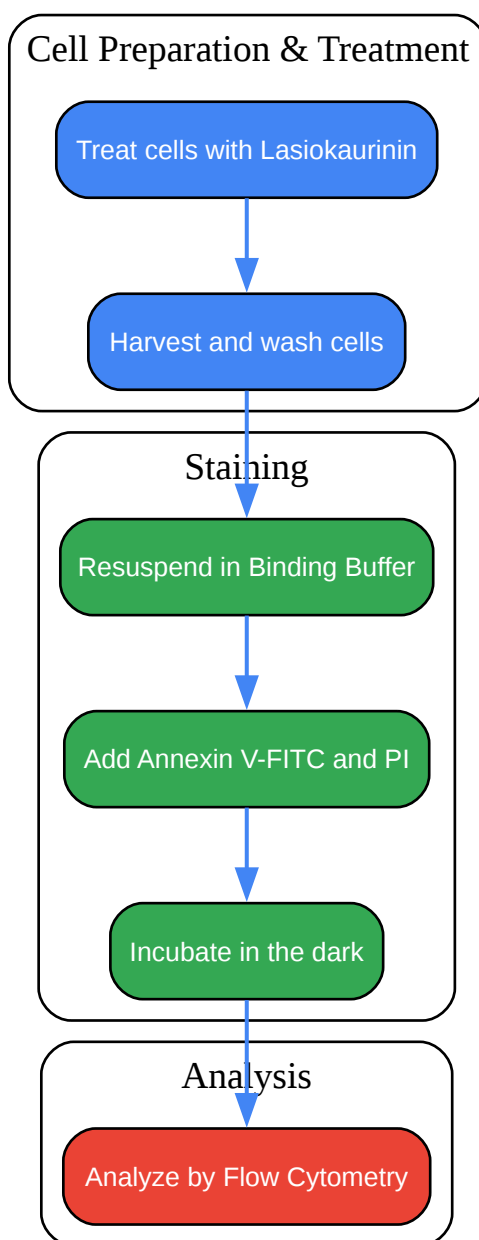 Cell Preparation & Treatment
Treat cells with Lasiokaurinin
Harvest and wash cells
Staining
Resuspend in Binding Buffer
Add Annexin V-FITC and PI
Incubate in the dark
Analysis
Analyze by Flow Cytometry